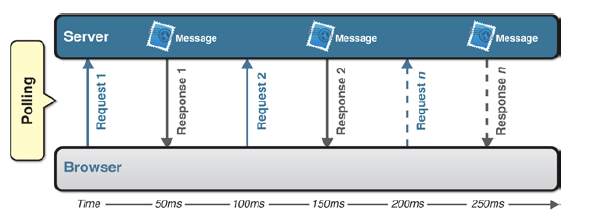 Polling
Server
Message
Message
Message
Request 1
Response 1
Request 2
Response 2
Request n
Response n
Browser
Time 50ms 100ms 150ms 200ms 250ms